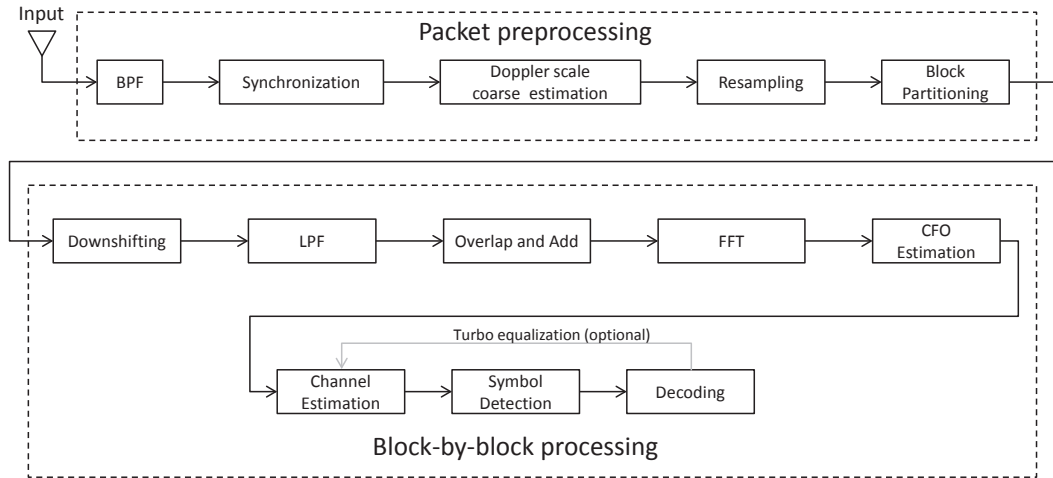 Input
Packet preprocessing
BPF
Synchronization
Doppler scale
coarse estimation
Resampling
Block
Partitioning
Downshifting
LPF
Overlap and Add
FFT
CFO
Estimation
Turbo equalization (optional)
Channel
Estimation
Symbol
Detection
Decoding
Block-by-block processing